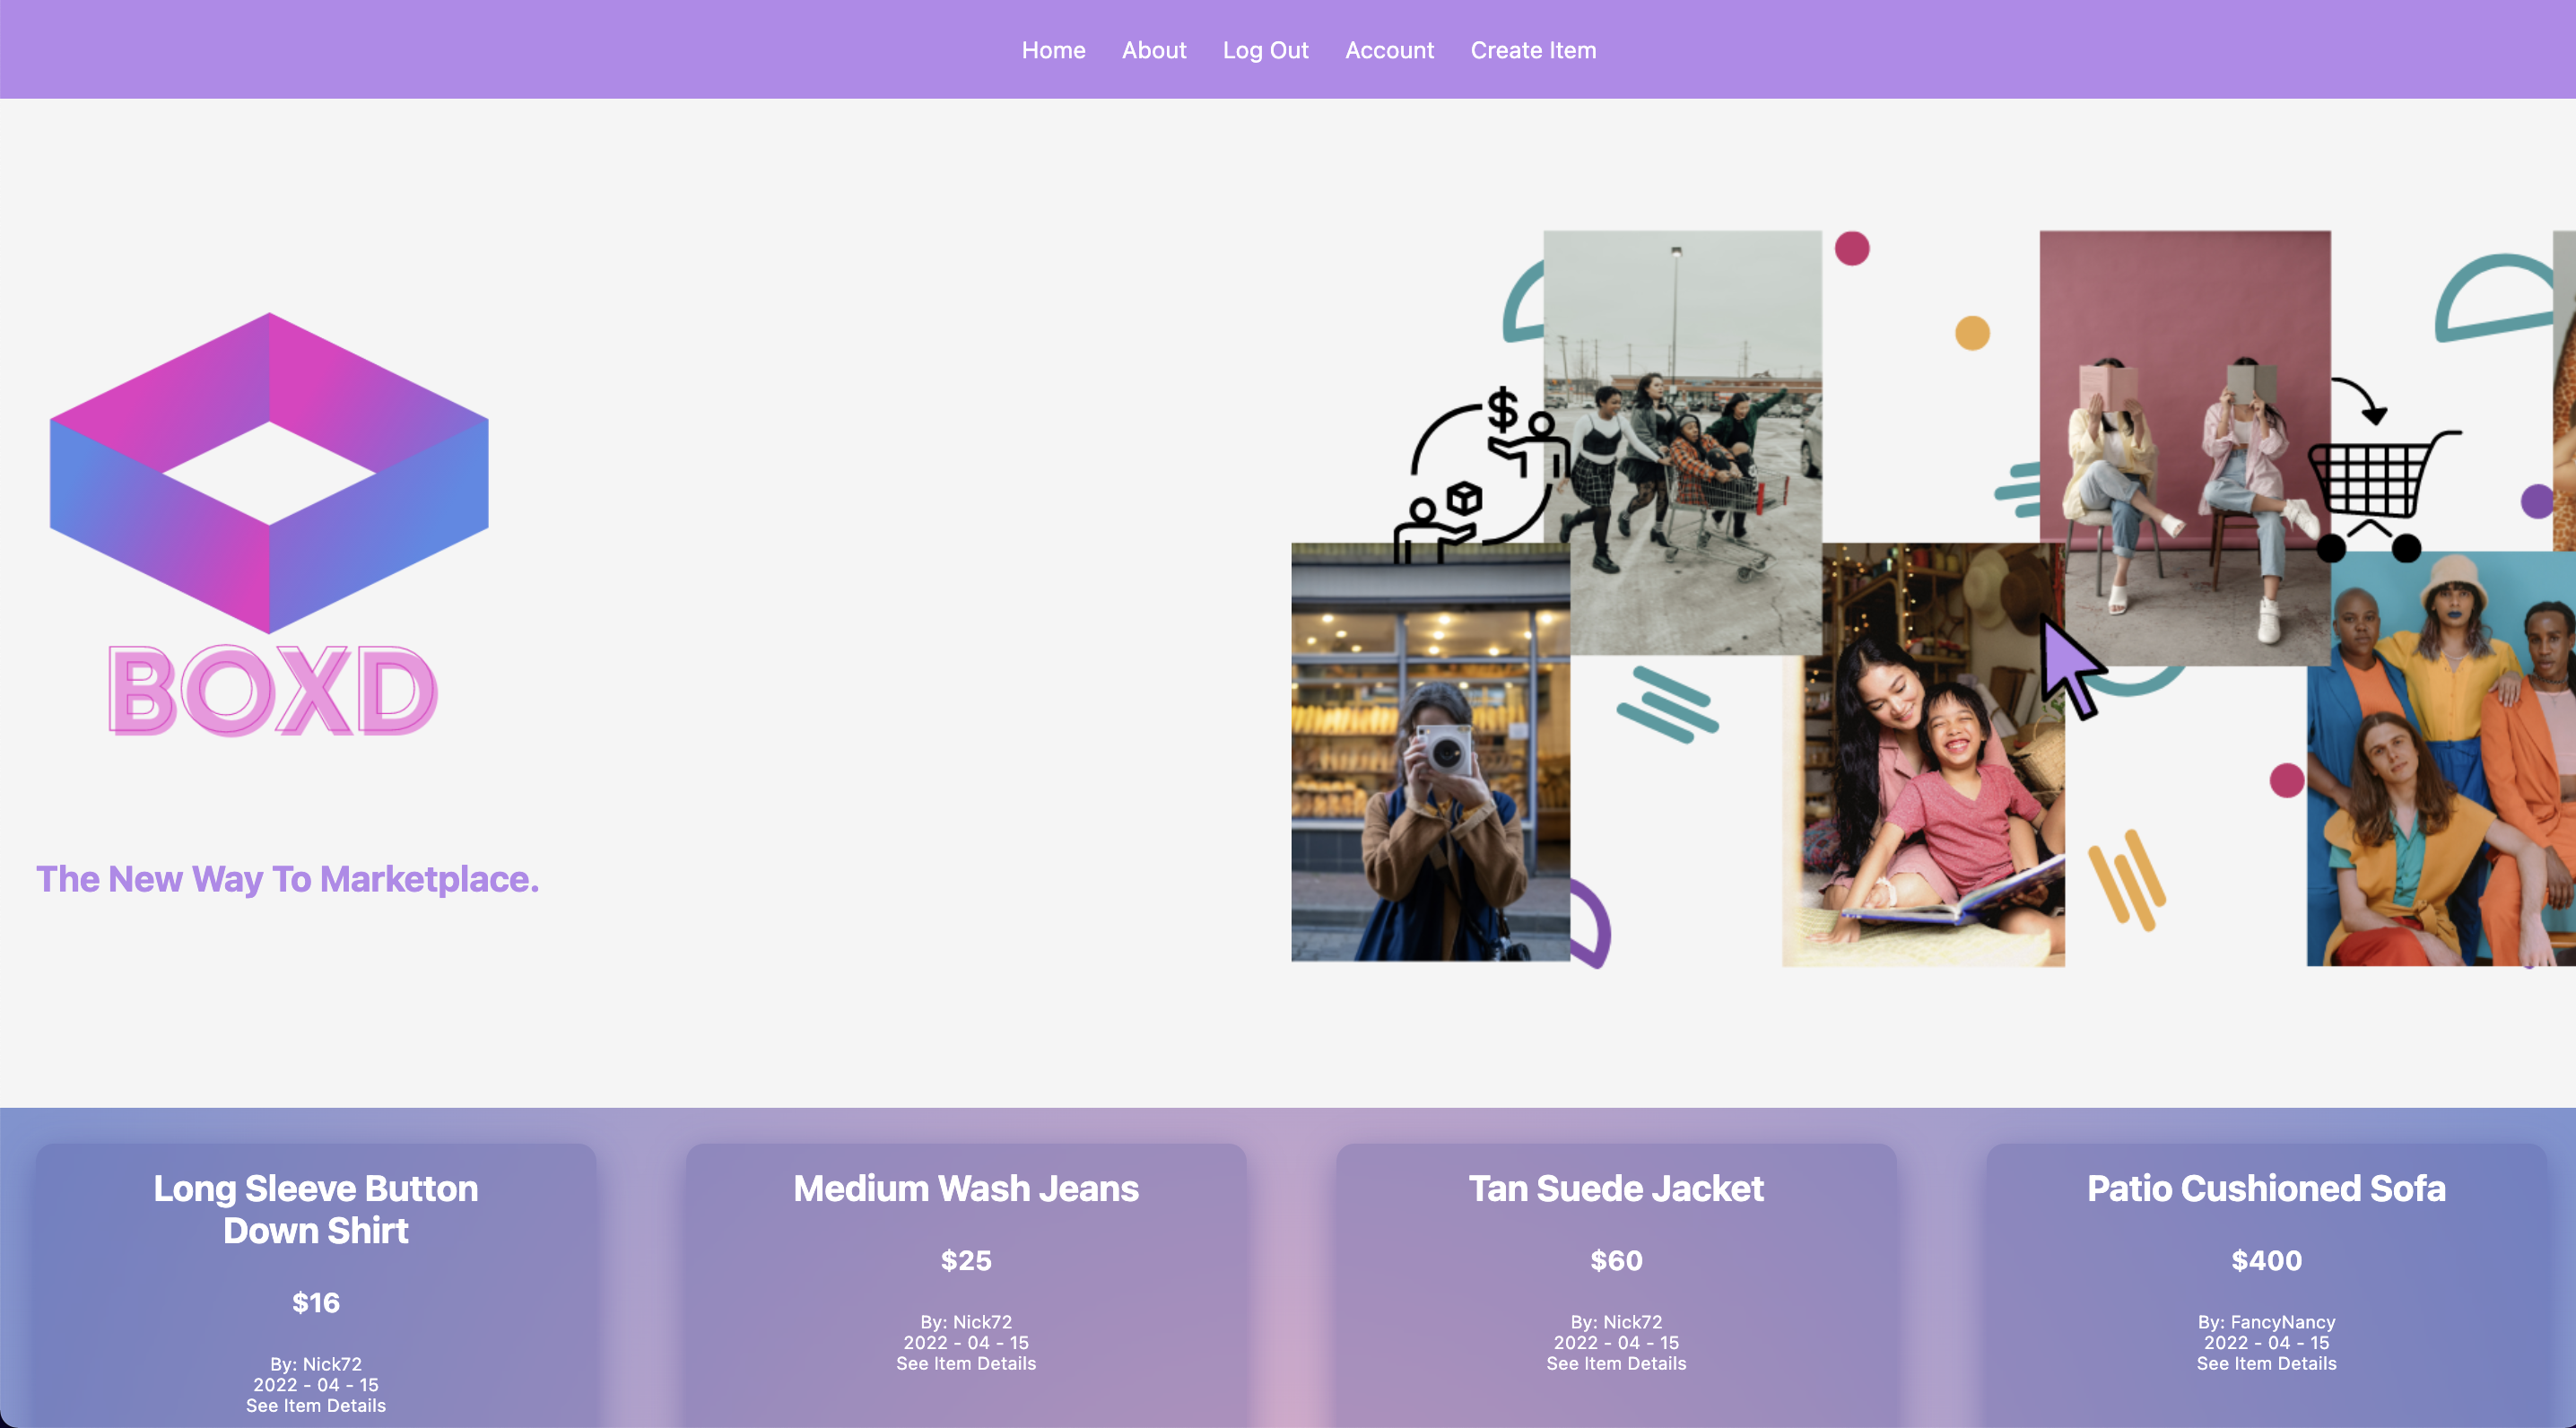 Home About Log Out Account Create Item
BOXD
The New Way To Marketplace.
Long Sleeve Button
Down Shirt
$16
By: Nick72
2022 - 04 - 15
See Item Details
Medium Wash Jeans
$25
By: Nick72
2022 - 04 - 15
See Item Details
Tan Suede Jacket
$60
By: Nick72
2022 - 04 - 15
See Item Details
Patio Cushioned Sofa
$400
By: FancyNancy
2022 - 04 - 15
See Item Details